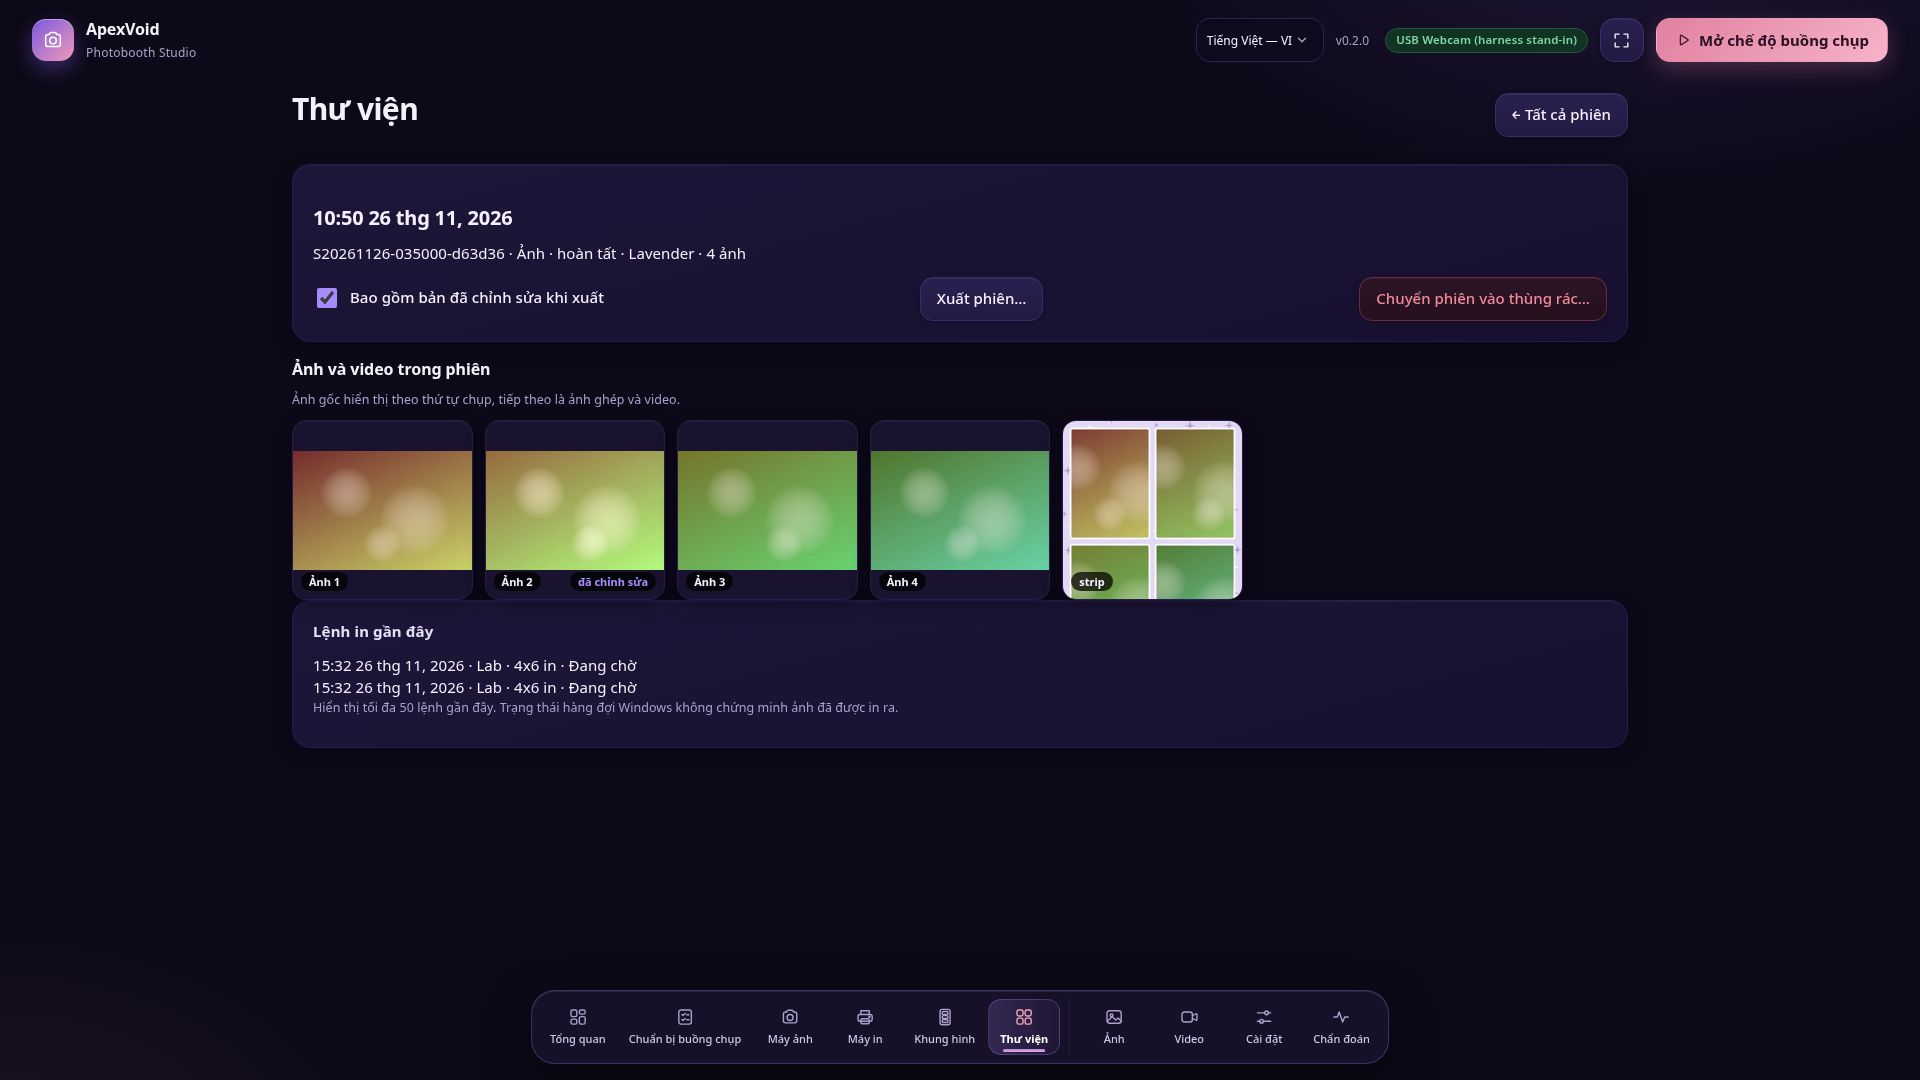 ApexVoid
Photobooth Studio
Tiếng Việt — VI
v0.2.0
USB Webcam (harness stand-in)
Mở chế độ buồng chụp
Thư viện
← Tất cả phiên
10:50 26 thg 11, 2026
S20261126-035000-d63d36 · Ảnh · hoàn tất · Lavender · 4 ảnh
Bao gồm bản đã chỉnh sửa khi xuất
Xuất phiên...
Chuyển phiên vào thùng rác...
Ảnh và video trong phiên
Ảnh gốc hiển thị theo thứ tự chụp, tiếp theo là ảnh ghép và video.
Ảnh 1
Ảnh 2
đã chỉnh sửa
Ảnh 3
Ảnh 4
strip
Lệnh in gần đây
15:32 26 thg 11, 2026 · Lab · 4x6 in · Đang chờ
15:32 26 thg 11, 2026 · Lab · 4x6 in · Đang chờ
Hiển thị tối đa 50 lệnh gần đây. Trạng thái hàng đợi Windows không chứng minh ảnh đã được in ra.
Tổng quan
Chuẩn bị buồng chụp
Máy ảnh
Máy in
Khung hình
Thư viện
Ảnh
Video
Cài đặt
Chẩn đoán